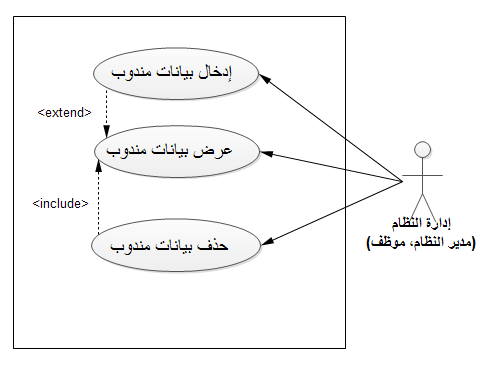 إدخال بيانات مندوب
<extend>
عرض بيانات مندوب
<include>
حذف بيانات مندوب
إدارة النظام
(مدير النظام، موظف)